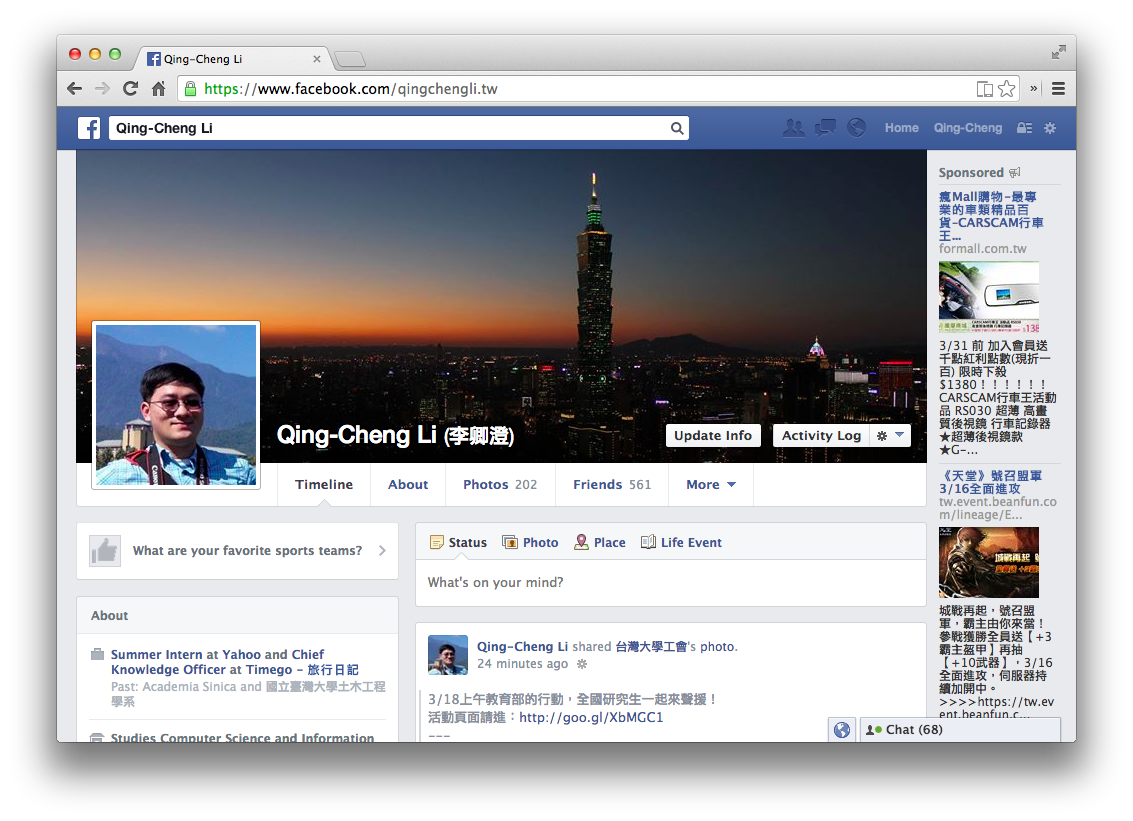 Qing-Cheng Li
https://www.facebook.com/qingchengli.tw
Qing-Cheng Li
Home
Qing-Cheng
Qing-Cheng Li (李卿澄)
Update Info
Activity Log
Timeline
About
Photos 202
Friends 561
More
What are your favorite sports teams?
About
Summer Intern at Yahoo and Chief
Knowledge Officer at Timego - 旅行日記
Past: Academia Sinica and 國立臺灣大學土木工程
學系
Studies Computer Science and Information
Status
Photo
Place
Life Event
What's on your mind?
Qing-Cheng Li shared 台灣大學工會's photo.
24 minutes ago
3/18上午教育部的行動，全國研究生一起來聲援！
活動頁面請進：http://goo.gl/XbMGC1
---
Sponsored
瘋Mall購物-最專
業的車類精品百
貨-CARSCAM行車
王...
formall.com.tw
3/31 前 加入會員送
千點紅利點數(現折一
百) 限時下殺
$1380！！！！！！
CARSCAM行車王活動
品 RS030 超薄 高畫
質後視鏡 行車記錄器
★超薄後視鏡款
★G-...
《天堂》號召盟軍
3/16全面進攻
tw.event.beanfun.co
m/lineage/E...
城戰再起，號召盟
軍，霸主由你來當！
參戰獲勝全員送【+3
霸主盔甲】再抽
【+10武器】，3/16
全面進攻，伺服器持
續加開中。
>>>>https://tw.ev
ent.beanfun.c...
Chat (68)